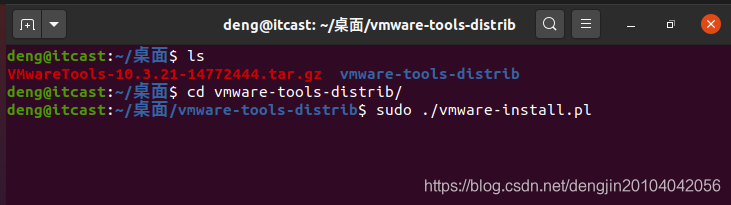 deng@itcast: ~/桌面/vmware-tools-distrib
deng@itcast:~/桌面$ ls
VMwareTools-10.3.21-14772444.tar.gz  vmware-tools-distrib
deng@itcast:~/桌面$ cd vmware-tools-distrib/
deng@itcast:~/桌面/vmware-tools-distrib$ sudo ./vmware-install.pl
https://blog.csdn.net/dengjin20104042056